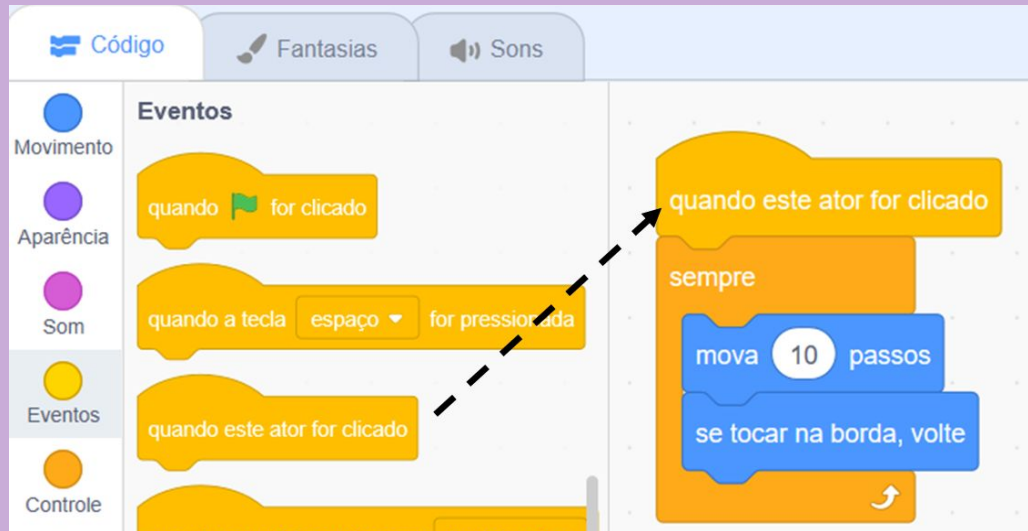 Código
Fantasias
Sons
Movimento
Aparência
Som
Eventos
Controle
Eventos
quando for clicado
quando a tecla espaço for pressionada
quando este ator for clicado
quando este ator for clicado
sempre
mova 10 passos
se tocar na borda, volte